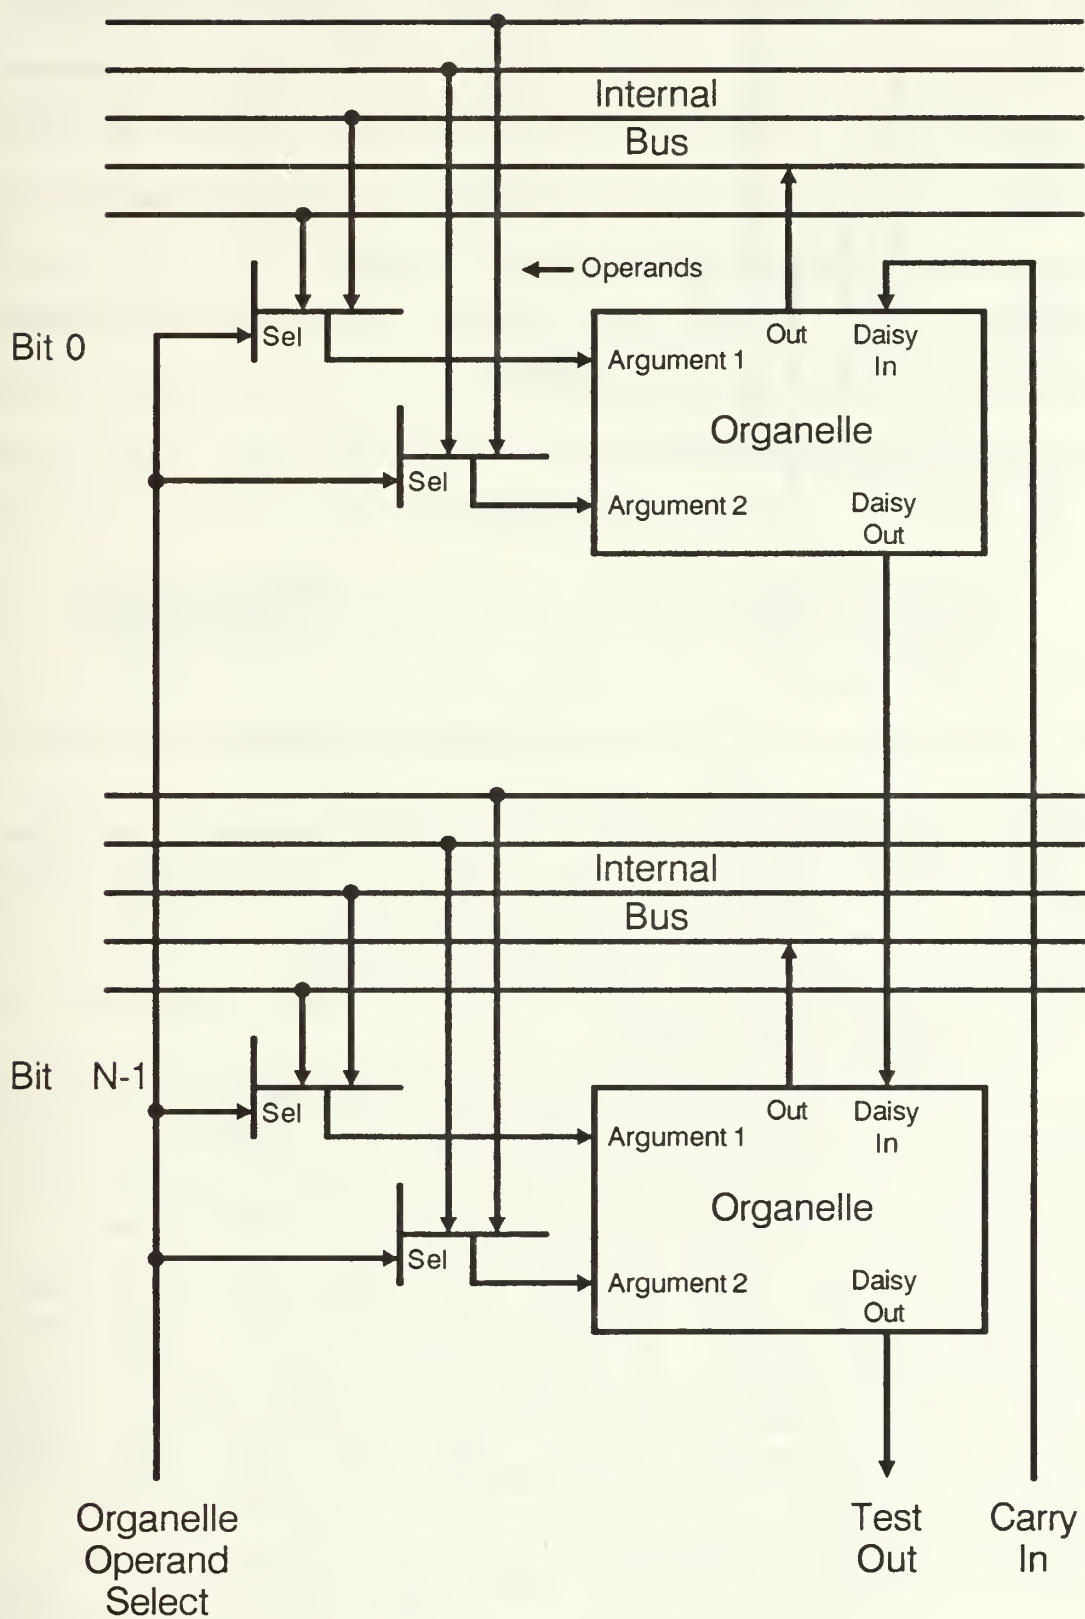 Internal
Bus
Operands
Bit 0
Sel
Out
Daisy
In
Argument 1
Organelle
Sel
Argument 2
Daisy
Out
Internal
Bus
Bit N-1
Sel
Out
Daisy
In
Argument 1
Organelle
Sel
Argument 2
Daisy
Out
Organelle
Operand
Select
Test
Out
Carry
In